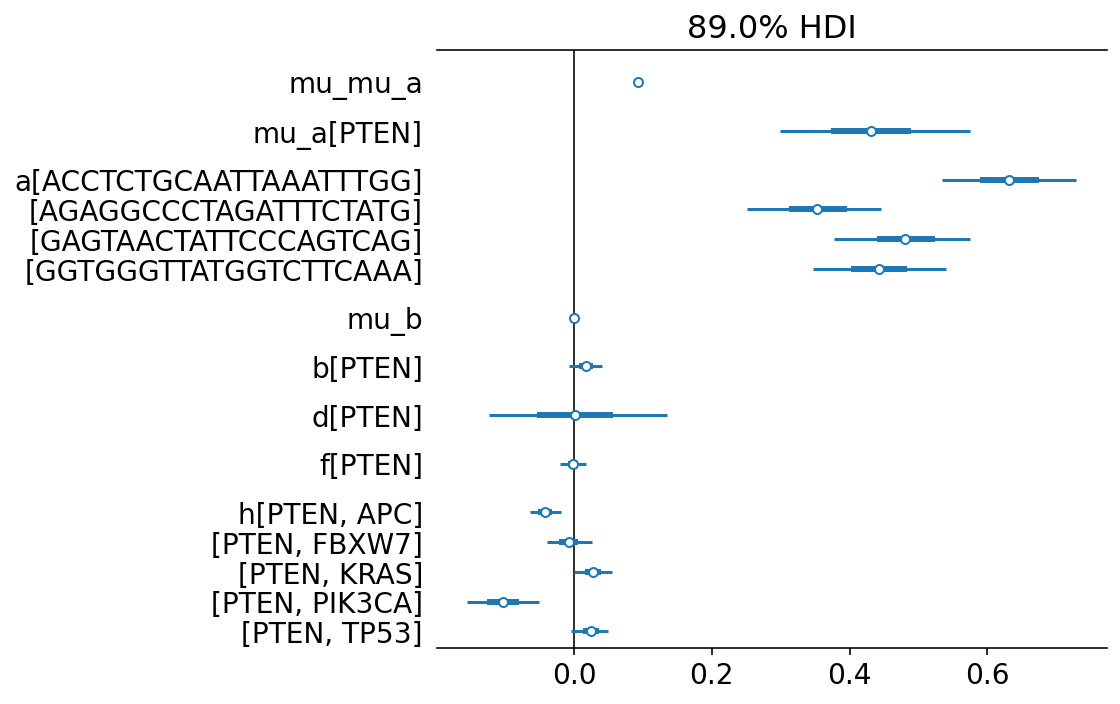 89.0% HDI
mu_mu_a
mu_a[PTEN]
a[ACCTCTGCAATTAAATTTGG]
[AGAGGCCCTAGATTTCTATG]
[GAGTAACTATTCCCAGTCAG]
[GGTGGGTTATGGTCTTCAAA]
mu_b
b[PTEN]
d[PTEN]
f[PTEN]
h[PTEN, APC]
[PTEN, FBXW7]
[PTEN, KRAS]
[PTEN, PIK3CA]
[PTEN, TP53]
0.0 0.2 0.4 0.6